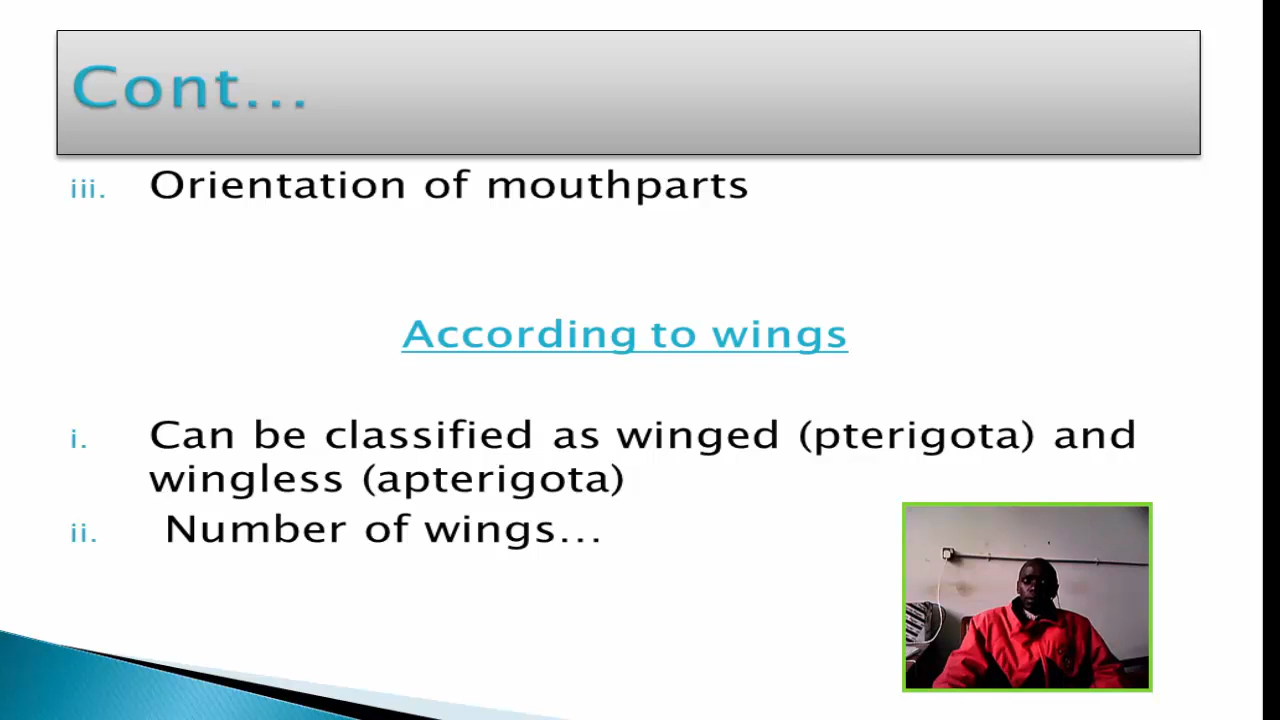 Cont...
iii. Orientation of mouthparts
According to wings
i. Can be classified as winged (pterigota) and
wingless (apterigota)
ii. Number of wings...